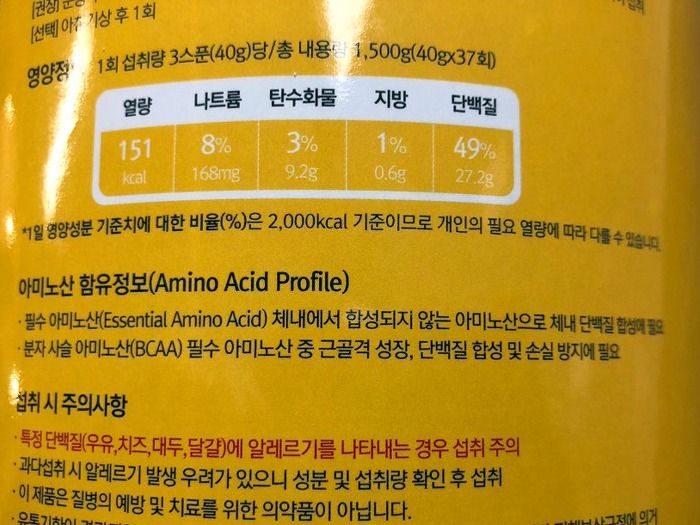 [권장]
[선택] 아침 기상 후 1회
1회 섭취량 3스푼(40g)당/총 내용량 1,500g(40gx37회)
열량 나트륨 탄수화물 지방 단백질
151 8% 3% 1% 49%
kcal 168mg 9.2g 0.6g 27.2g
*1일 영양성분 기준치에 대한 비율(%)은 2,000kcal 기준이므로 개인의 필요 열량에 따라 다를 수 있습니다.
아미노산 함유정보(Amino Acid Profile)
· 필수 아미노산(Essential Amino Acid) 체내에서 합성되지 않는 아미노산으로 체내 단백질 합성에 필요
· 분자 사슬 아미노산(BCAA) 필수 아미노산 중 근골격 성장, 단백질 합성 및 손실 방지에 필요
섭취 시 주의사항
· 특정 단백질(우유,치즈,대두,달걀)에 알레르기를 나타내는 경우 섭취 주의
· 과다섭취 시 알레르기 발생 우려가 있으니 성분 및 섭취량 확인 후 섭취
· 이 제품은 질병의 예방 및 치료를 위한 의약품이 아닙니다.